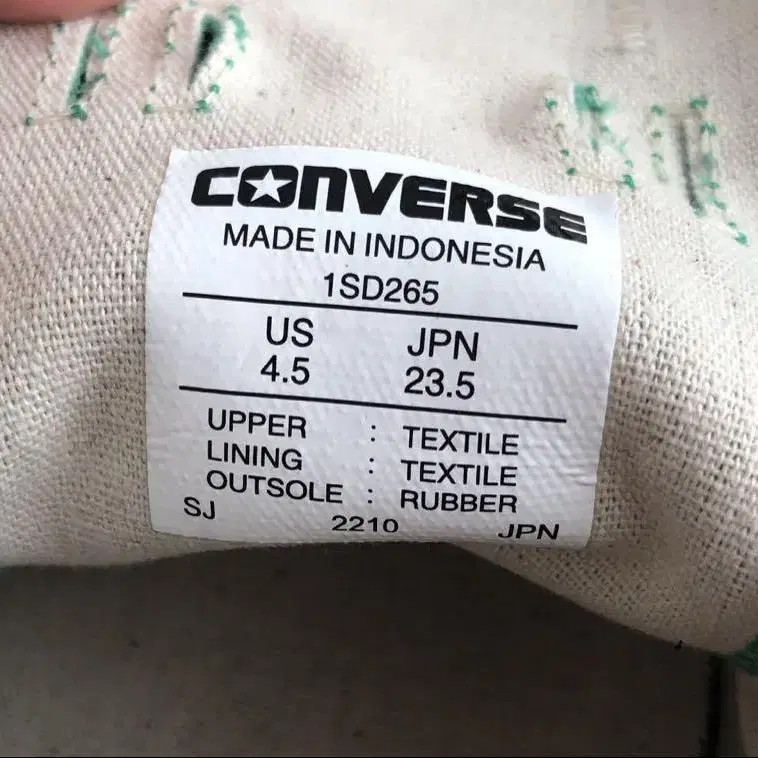 CONVERSE
MADE IN INDONESIA
1SD265
US JPN
4.5 23.5
UPPER : TEXTILE
LINING : TEXTILE
OUTSOLE : RUBBER
SJ 2210 JPN